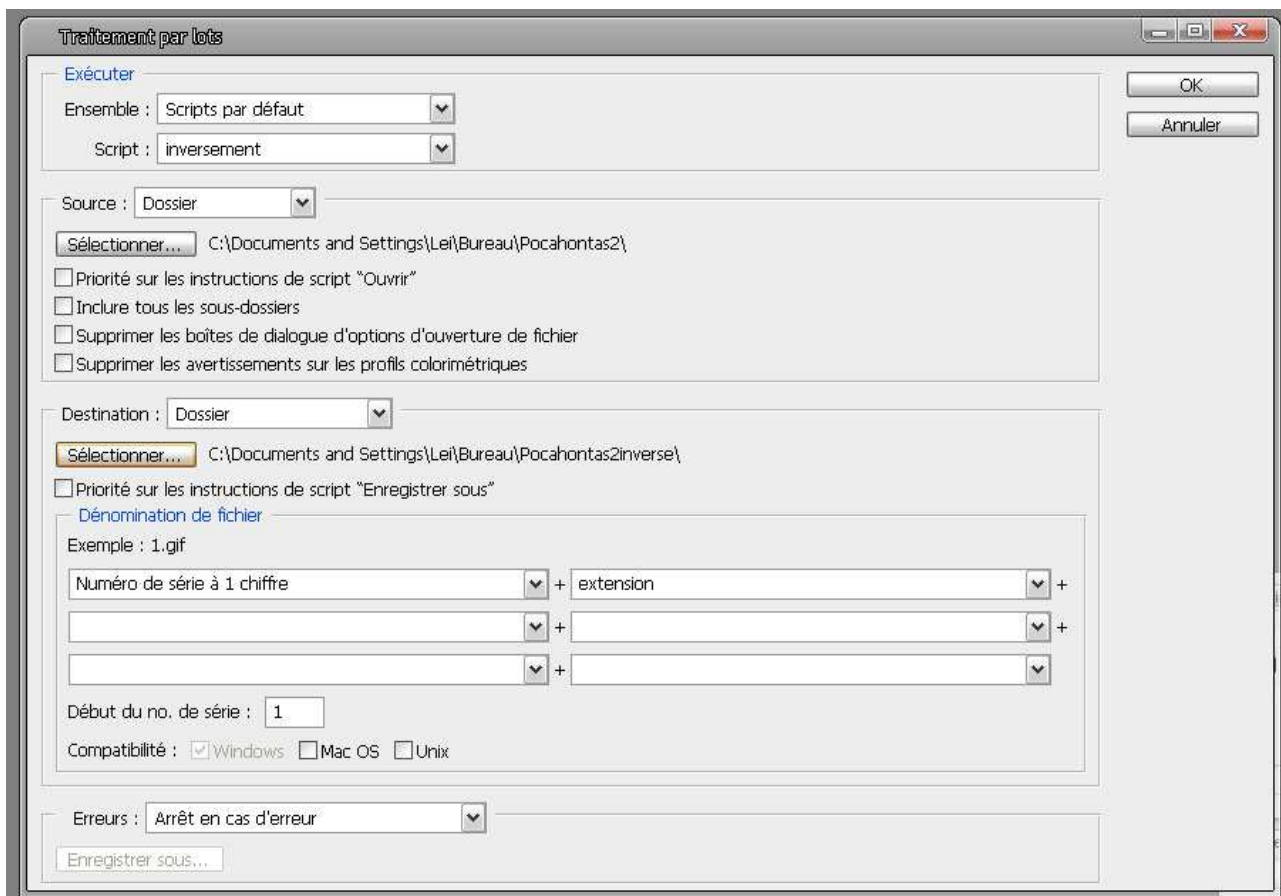 Traitement par lots
Exécuter
OK
Ensemble : Scripts par défaut
Annuler
Script : inversement
Source : Dossier
Sélectionner... C:\Documents and Settings\Lei\Bureau\Pocahontas2\
Priorité sur les instructions de script "Ouvrir"
Inclure tous les sous-dossiers
Supprimer les boîtes de dialogue d'options d'ouverture de fichier
Supprimer les avertissements sur les profils colorimétriques
Destination : Dossier
Sélectionner... C:\Documents and Settings\Lei\Bureau\Pocahontas2inverse\
Priorité sur les instructions de script "Enregistrer sous"
Dénomination de fichier
Exemple : 1.gif
Numéro de série à 1 chiffre + extension +
+ +
+
Début du no. de série : 1
Compatibilité : Windows Mac OS Unix
Erreurs : Arrêt en cas d'erreur
Enregistrer sous...